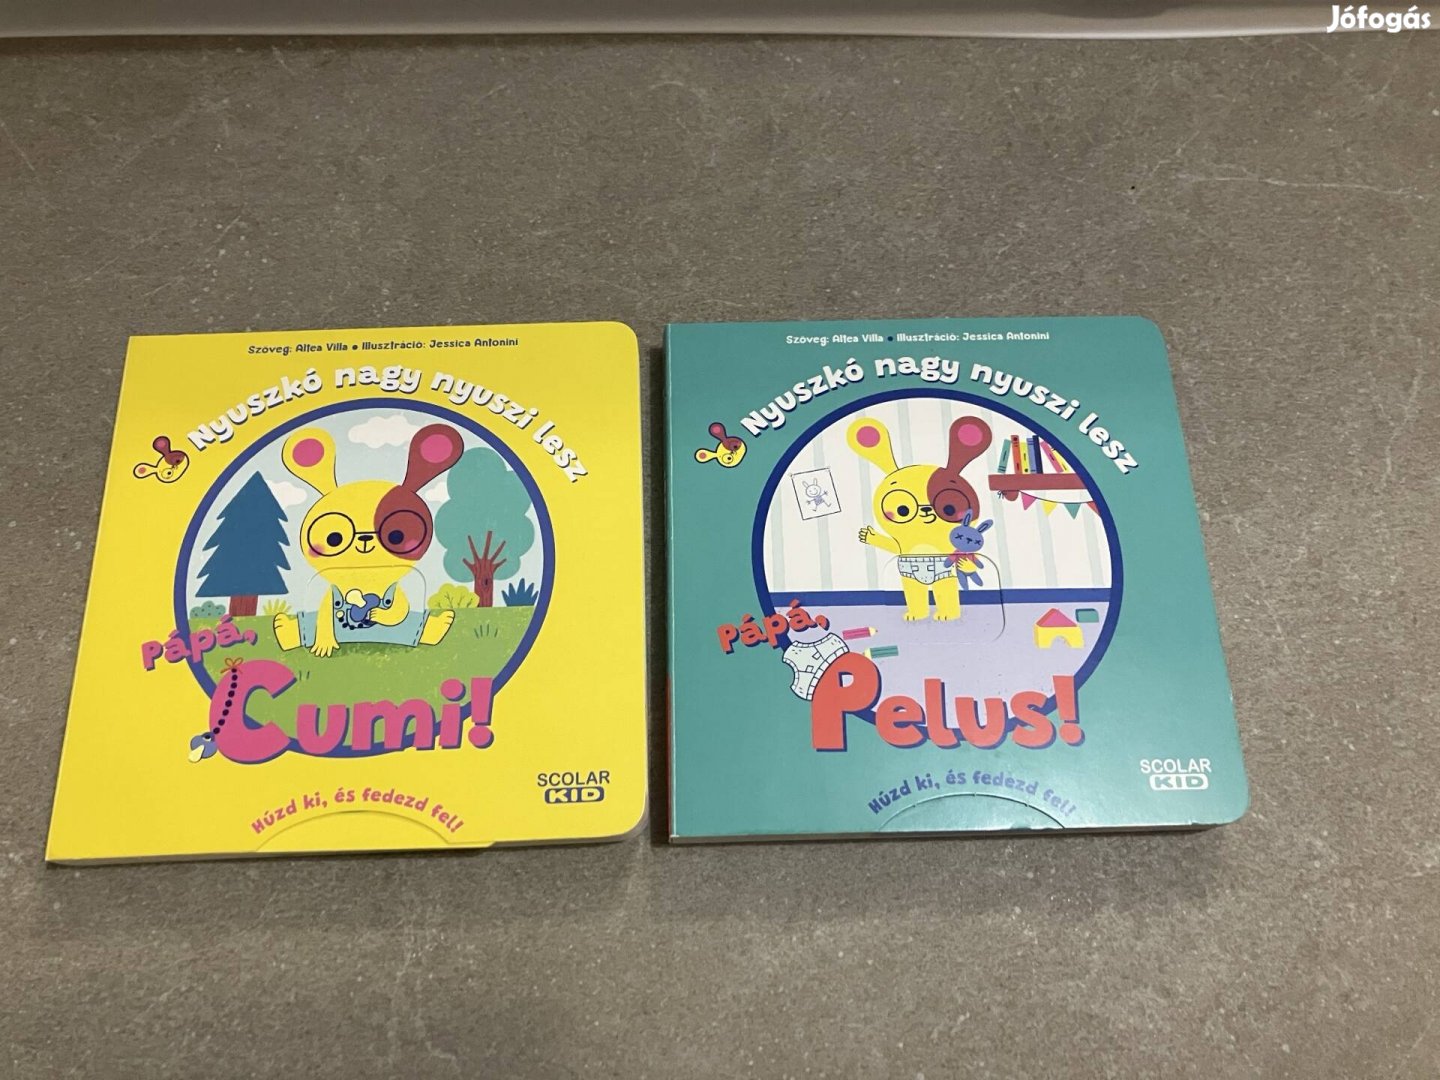 Jófogás
Szöveg: Altea Villa • Illusztráció: Jessica Antonini
Nyuszkó nagy nyuszi lesz
Pápá,
Cumi!
SCOLAR
KID
Húzd ki, és fedezd fel!
Szöveg: Altea Villa • Illusztráció: Jessica Antonini
Nyuszkó nagy nyuszi lesz
Pápá,
Pelus!
SCOLAR
KID
Húzd ki, és fedezd fel!